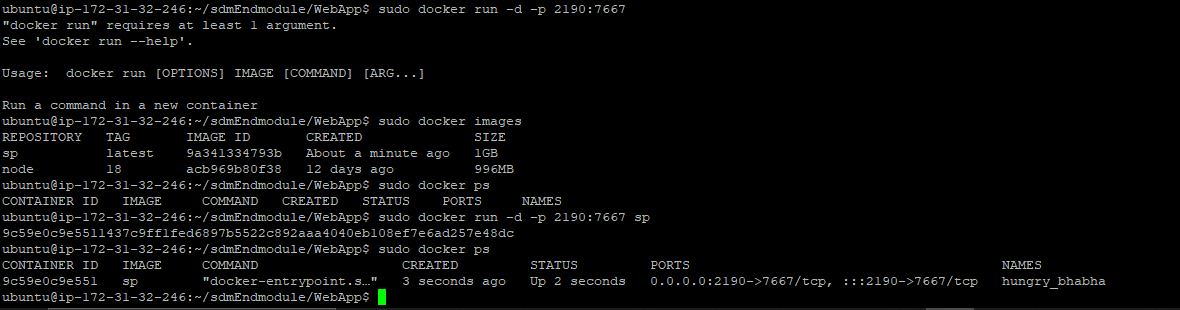 ubuntu@ip-172-31-32-246:~/sdmEndmodule/WebApp$ sudo docker run -d -p 2190:7667
"docker run" requires at least 1 argument.
See 'docker run --help'.
Usage:  docker run [OPTIONS] IMAGE [COMMAND] [ARG...]
Run a command in a new container
ubuntu@ip-172-31-32-246:~/sdmEndmodule/WebApp$ sudo docker images
REPOSITORY   TAG       IMAGE ID       CREATED              SIZE
sp           latest    9a341334793b   About a minute ago   1GB
node         18        acb969b80f38   12 days ago          996MB
ubuntu@ip-172-31-32-246:~/sdmEndmodule/WebApp$ sudo docker ps
CONTAINER ID   IMAGE     COMMAND   CREATED   STATUS    PORTS     NAMES
ubuntu@ip-172-31-32-246:~/sdmEndmodule/WebApp$ sudo docker run -d -p 2190:7667 sp
9c59e0c9e5511437c9ff1fed6897b5522c892aaa4040eb108ef7e6ad257e48dc
ubuntu@ip-172-31-32-246:~/sdmEndmodule/WebApp$ sudo docker ps
CONTAINER ID   IMAGE     COMMAND                  CREATED         STATUS         PORTS                                       NAMES
9c59e0c9e551   sp        "docker-entrypoint.s…"   3 seconds ago   Up 2 seconds   0.0.0.0:2190->7667/tcp, :::2190->7667/tcp   hungry_bhabha
ubuntu@ip-172-31-32-246:~/sdmEndmodule/WebApp$